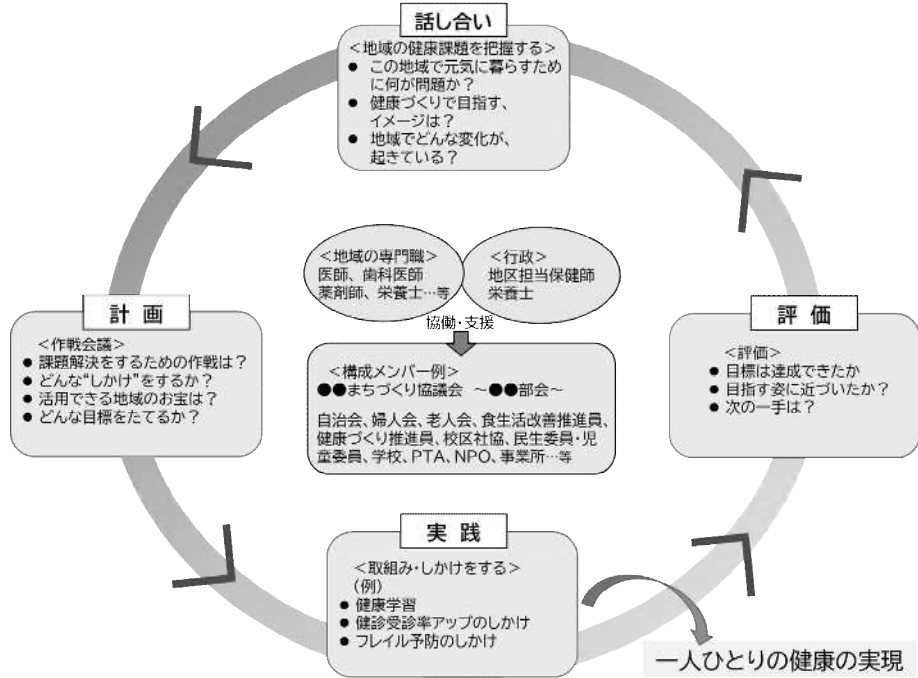 話し合い
<地域の健康課題を把握する>
● この地域で元気に暮らすため
に何が問題か？
● 健康づくりで目指す、
イメージは？
● 地域でどんな変化が、
起きている？
<地域の専門職>
医師、歯科医師
薬剤師、栄養士…等
<行政>
地区担当保健師
栄養士
協働・支援
計 画
<作戦会議>
● 課題解決をするための作戦は？
● どんな“しかけ”をするか？
● 活用できる地域のお宝は？
● どんな目標をたてるか？
<構成メンバー例>
●●まちづくり協議会 ～●●部会～
自治会、婦人会、老人会、食生活改善推進員、
健康づくり推進員、校区社協、民生委員・児
童委員、学校、PTA、NPO、事業所…等
評 価
<評価>
● 目標は達成できたか
● 目指す姿に近づいたか？
● 次の一手は？
実 践
<取組み・しかけをする>
（例）
● 健康学習
● 健診受診率アップのしかけ
● フレイル予防のしかけ
一人ひとりの健康の実現